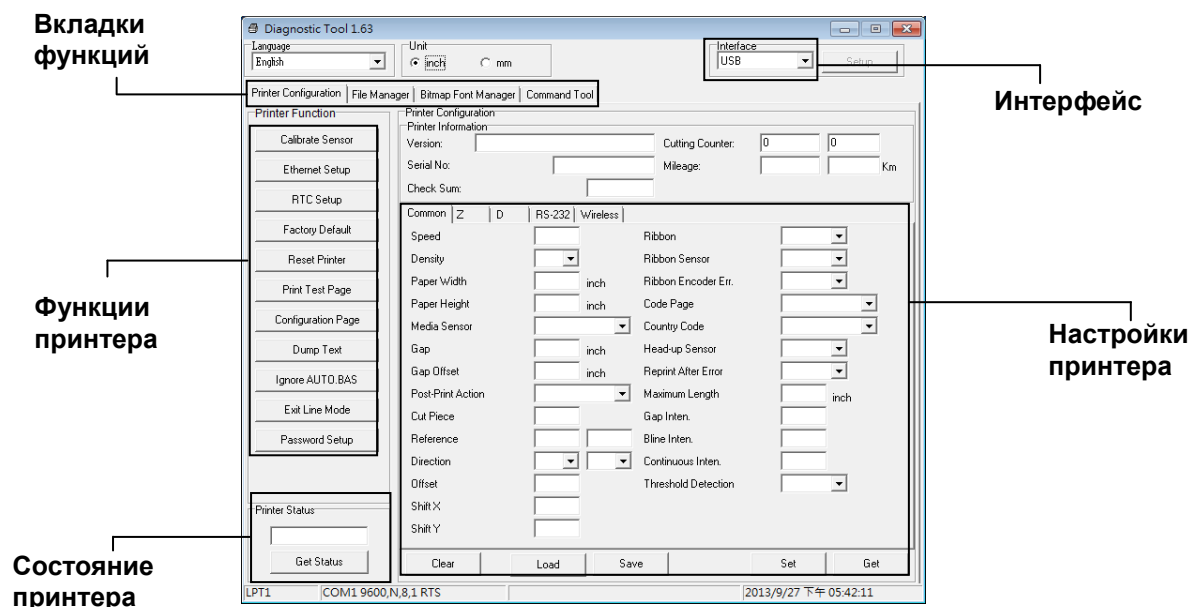 Вкладки
функций
Diagnostic Tool 1.63
Language
English
Unit
inch
mm
Interface
USB
Setup
Интерфейс
Printer Configuration
File Manager
Bitmap Font Manager
Command Tool
Printer Function
Calibrate Sensor
Ethernet Setup
RTC Setup
Factory Default
Reset Printer
Print Test Page
Configuration Page
Dump Text
Ignore AUTO.BAS
Exit Line Mode
Password Setup
Функции
принтера
Printer Configuration
Printer Information
Version:
Cutting Counter: 0 0
Serial No:
Mileage: Km
Check Sum:
Common Z D RS-232 Wireless
Speed
Ribbon
Density
Ribbon Sensor
Paper Width inch
Ribbon Encoder Err.
Paper Height inch
Code Page
Media Sensor
Country Code
Gap inch
Head-up Sensor
Gap Offset inch
Reprint After Error
Post-Print Action
Maximum Length inch
Cut Piece
Gap Inten.
Reference
Bline Inten.
Direction
Continuous Inten.
Offset
Threshold Detection
Shift X
Shift Y
Настройки
принтера
Printer Status
Get Status
Состояние
принтера
Clear
Load
Save
Set
Get
LPT1
COM1 9600,N,8,1 RTS
2013/9/27 下午 05:42:11